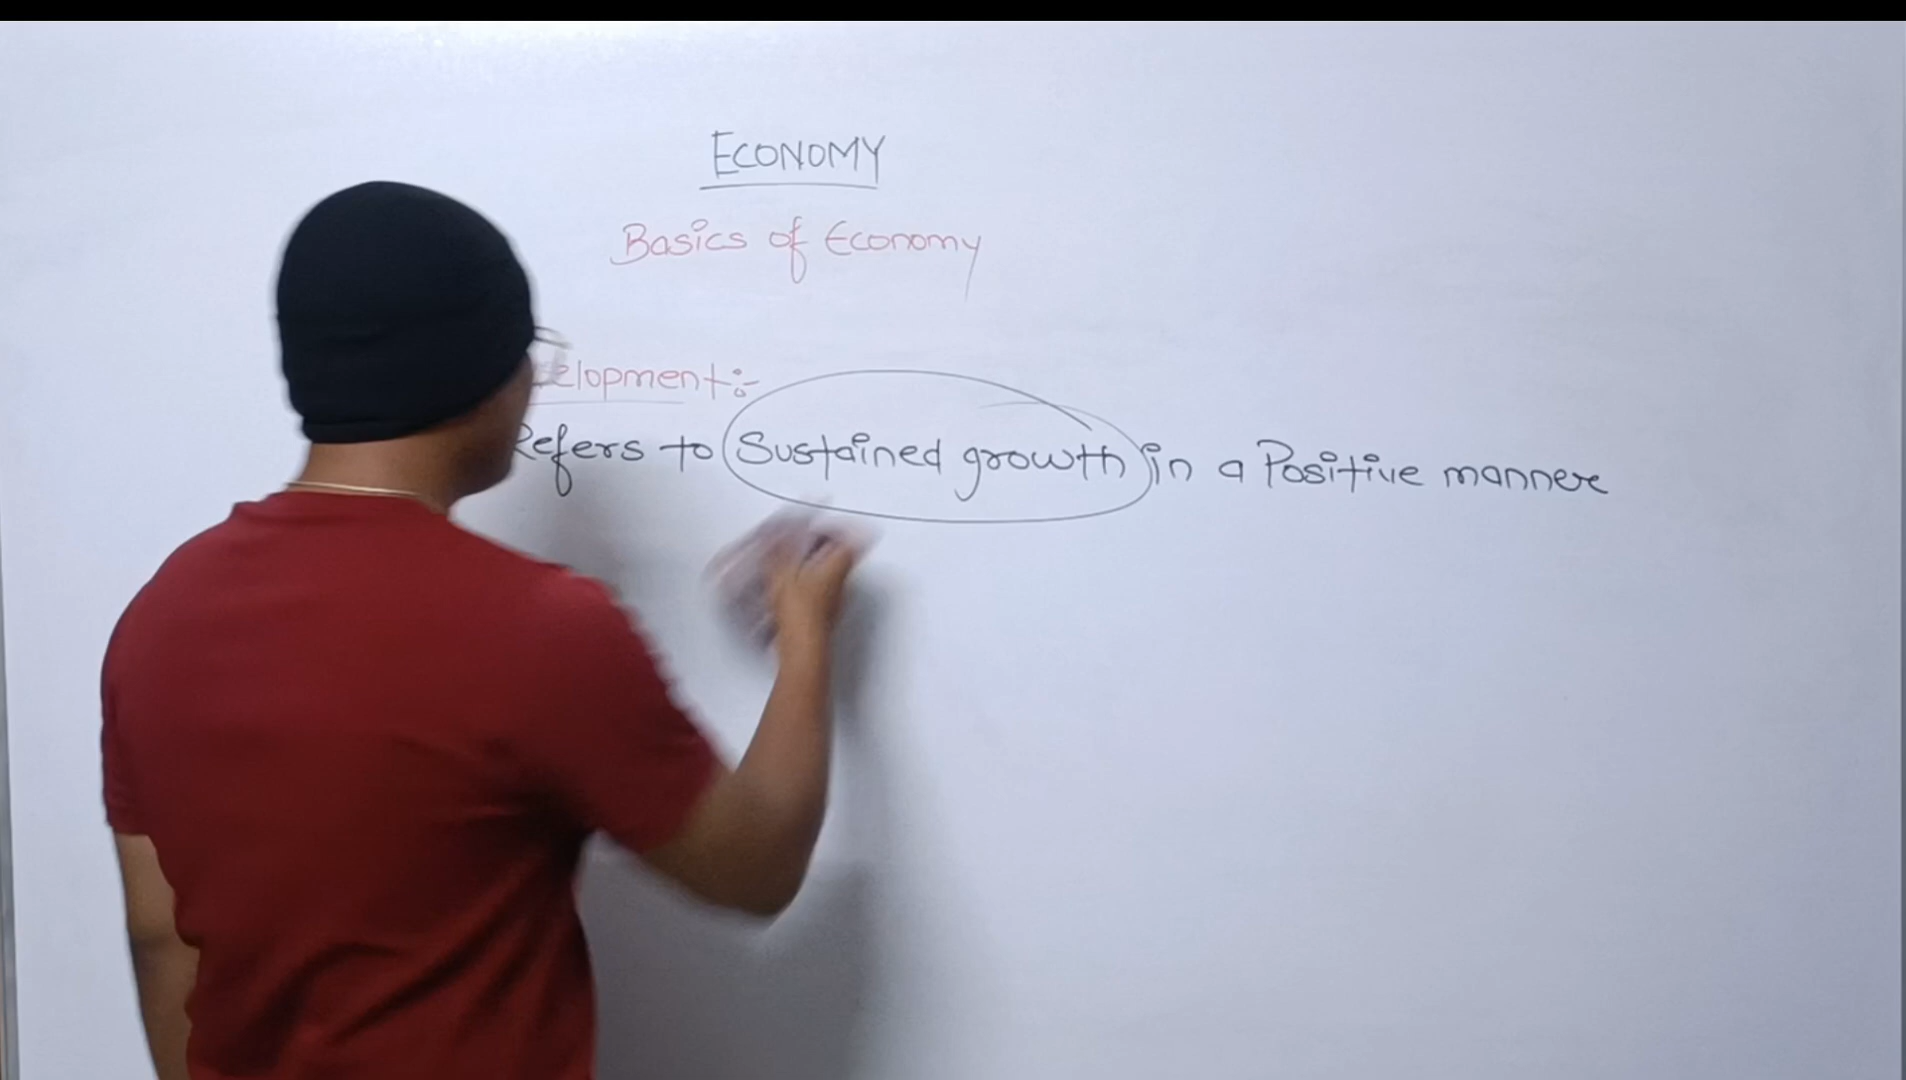 ECONOMY
Basics of Economy
elopment:-
Refers to Sustained growth in a Positive manner